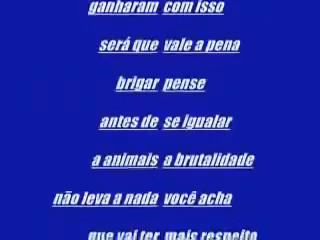 ganharam com isso
será que vale a pena
brigar pense
antes de se igualar
a animais a brutalidade
não leva a nada você acha
que vai ter mais respeito